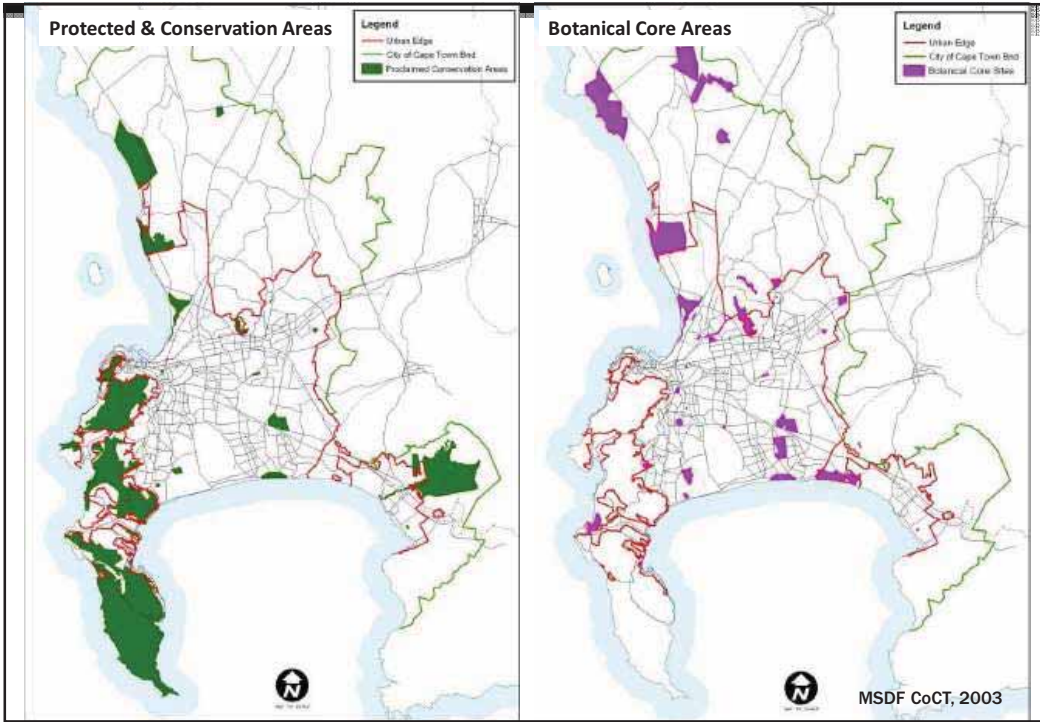 Protected & Conservation Areas
Legend
Urban Edge
City of Cape Town Bnd
Proclaimed Conservation Areas
N
Botanical Core Areas
Legend
Urban Edge
City of Cape Town Bnd
Botanical Core Sites
N
MSDF CoCT, 2003